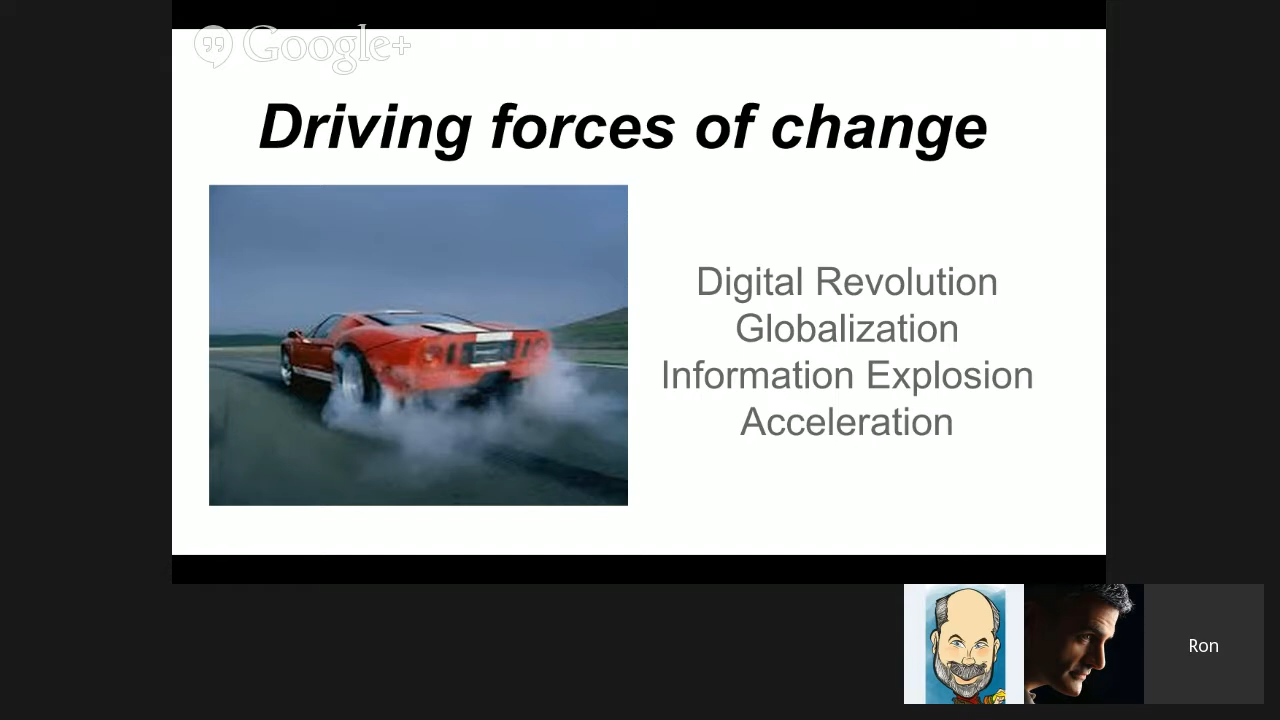 Google+
Driving forces of change
Digital Revolution
Globalization
Information Explosion
Acceleration
Ron